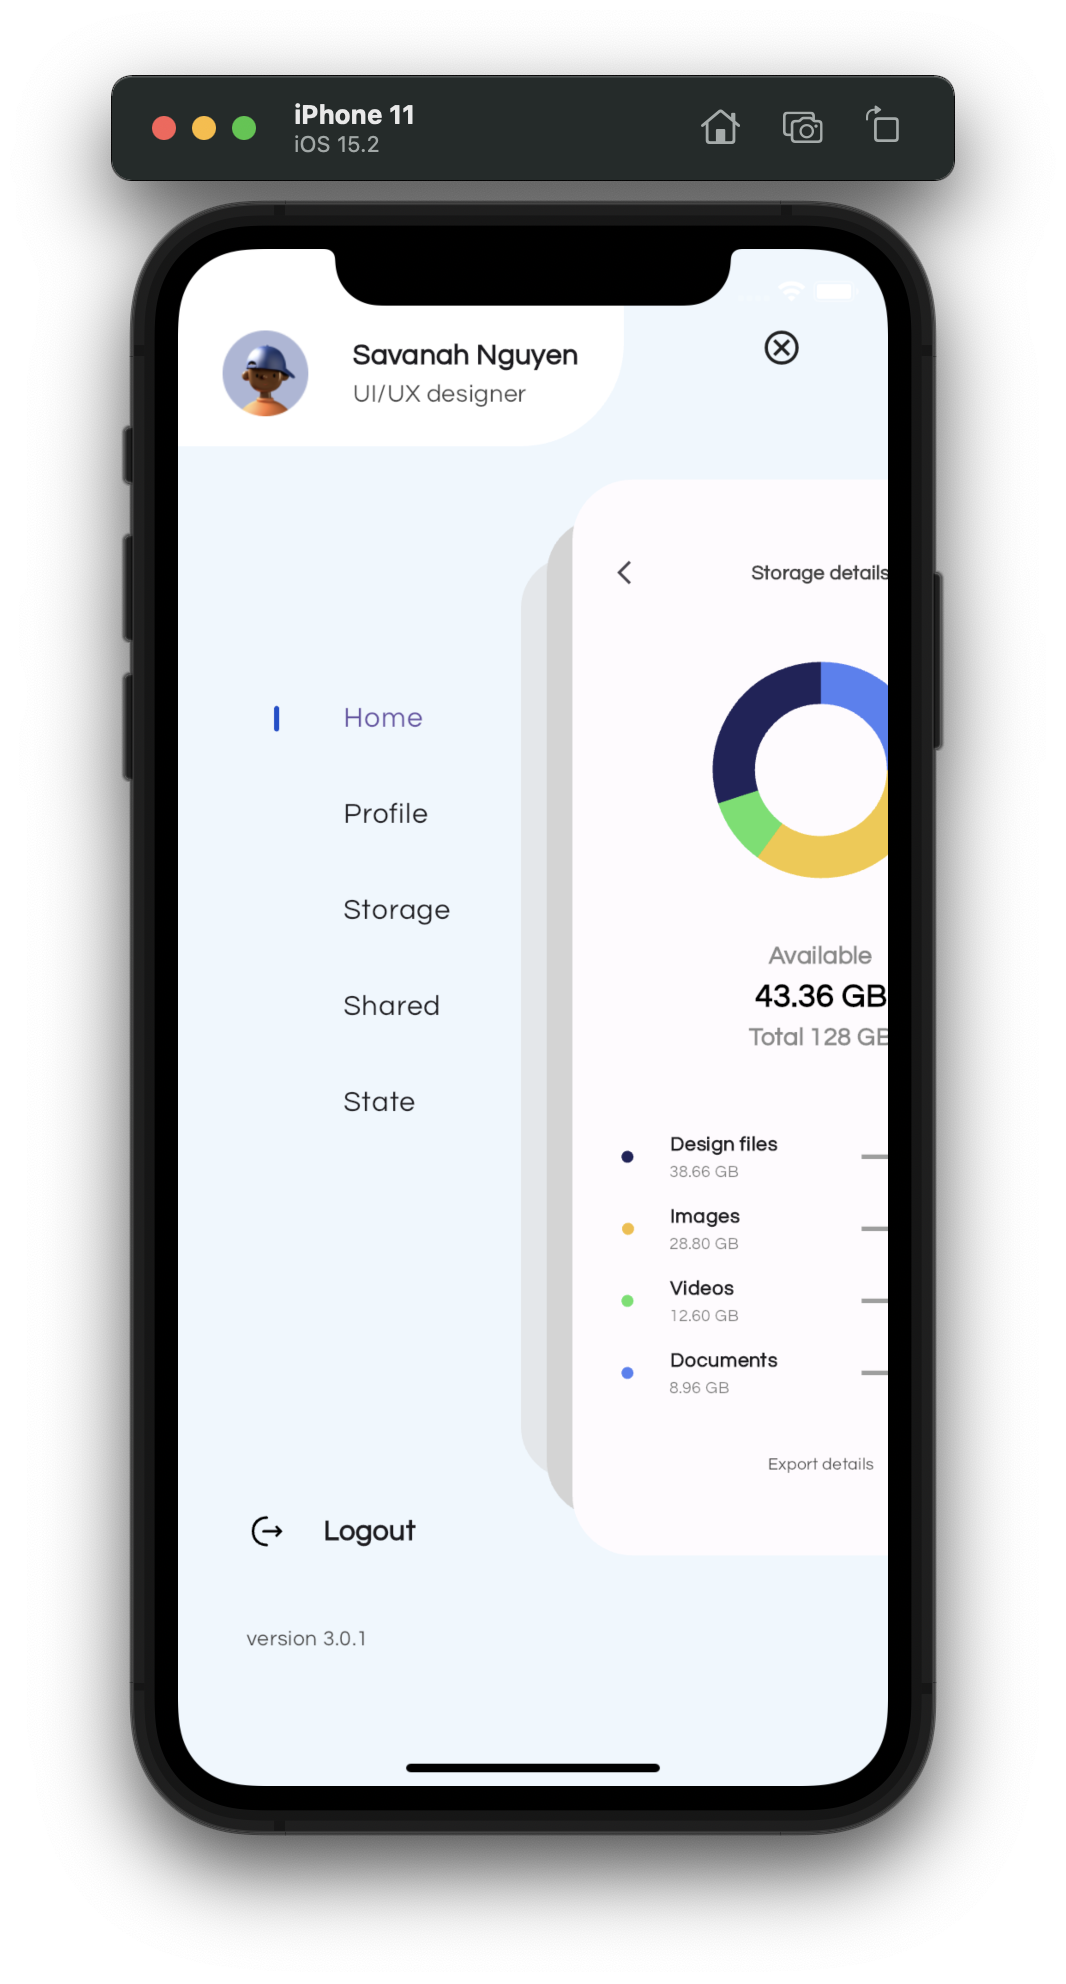 iPhone 11
iOS 15.2
Savanah Nguyen
UI/UX designer
Storage details
Home
Profile
Storage
Shared
State
Available
43.36 GB
Total 128 GB
Design files
38.66 GB
Images
28.80 GB
Videos
12.60 GB
Documents
8.96 GB
Export details
Logout
version 3.0.1